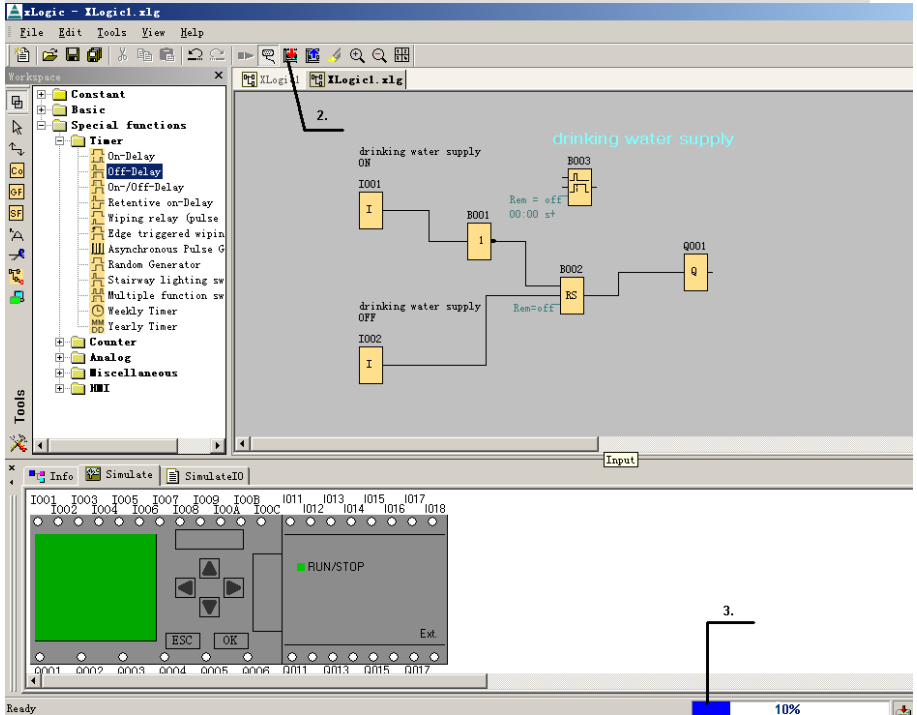 xLogic - XLogic1.xlg
File Edit Tools View Help
Workspace
XLogic1 XLogic1.xlg
Constant
Basic
Special functions
Timer
On-Delay
Off-Delay
On-/Off-Delay
Retentive on-Delay
Wiping relay (pulse
Edge triggered wipin
Asynchronous Pulse G
Random Generator
Stairway lighting sw
Multiple function sw
Weekly Timer
MM
DD
Yearly Timer
Counter
Analog
Miscellaneous
HMI
Co
GF
SF
Tools
2.
drinking water supply
drinking water supply
ON
I001
I
B003
Rem = off
00:00 s+
B001
1
Q001
Q
B002
RS
Rem=off
drinking water supply
OFF
I002
I
Input
Info Simulate SimulateIO
I001 I003 I005 I007 I009 I00B I011 I013 I015 I017
I002 I004 I006 I008 I00A I00C I012 I014 I016 I018
RUN/STOP
ESC OK
Ext.
Q001 Q002 Q003 Q004 Q005 Q006 Q011 Q013 Q015 Q017
3.
Ready
10%